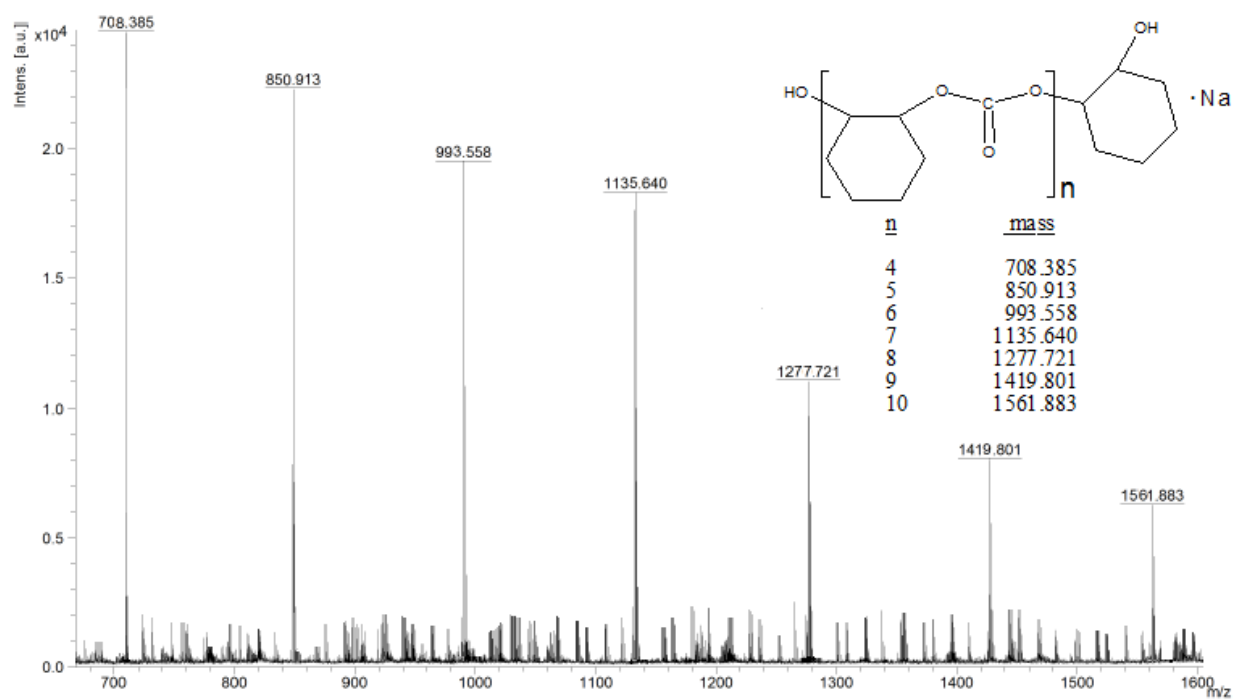 708.385
x10⁴
Intens. [a.u.]
850.913
993.558
1135.640
1277.721
1419.801
1561.883
2.0
1.5
1.0
0.5
0.0
700 800 900 1000 1100 1200 1300 1400 1500 1600
m/z
OH
HO
O
C
O
O
n
·Na
n mass
4 708.385
5 850.913
6 993.558
7 1135.640
8 1277.721
9 1419.801
10 1561.883